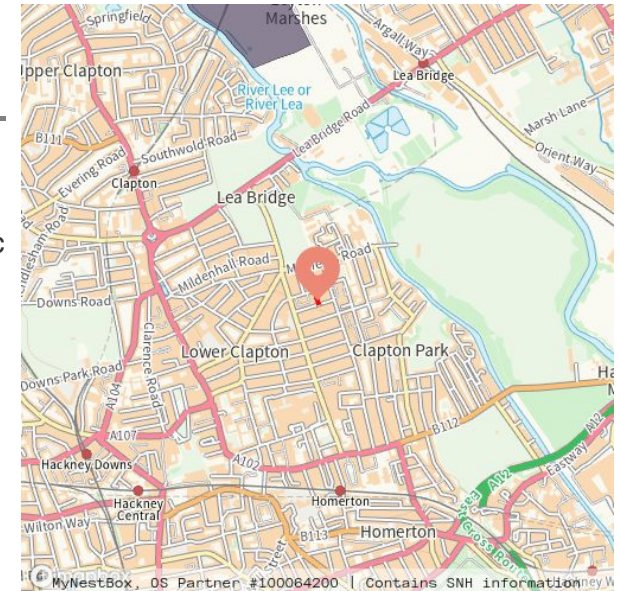 Springfield
Marshes
Argall Way
Upper Clapton
Lea Bridge
River Lee or
River Lea
Marsh Lane
B111
Southwold Road
Lea Bridge Road
Orient Way
Evering Road
Clapton
Lea Bridge
Mildenhall Road
Road
Downs Road
Clarence Road
Lower Clapton
Clapton Park
Downs Park Road
A104
A107
B112
A12
Hackney Downs
A102
Eastway
A12
Hackney
Central
Homerton
Wilton Way
B113
Homerton
Street
MyNestBox, OS Partner #100064200 | Contains SNH information